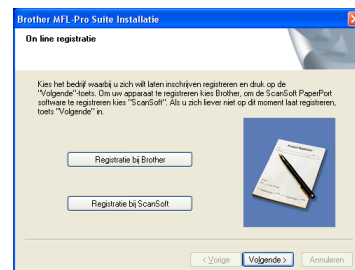 Brother MFL-Pro Suite Installatie
On line registratie
Kies het bedrijf waarbij u zich wilt laten inschrijven registreren en druk op de
"Volgende"-toets. Om uw apparaat te registreren kies Brother, om de ScanSoft PaperPort
software te registreren kies "ScanSoft". Als u zich liever niet op dit moment laat registreren,
toets "Volgende" in.
Registratie bij Brother
Registratie bij ScanSoft
< Vorige
Volgende >
Annuleren